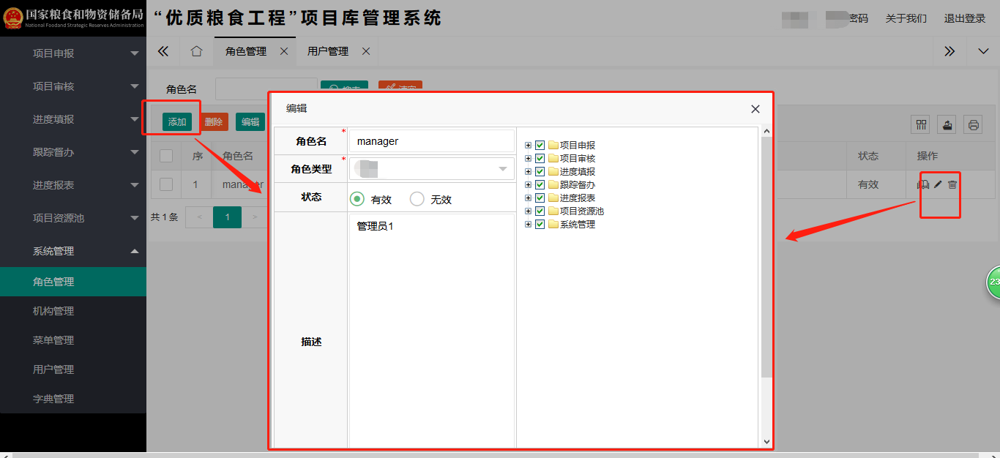 国家粮食和物资储备局
National Foodand Strategic Reserves Administration
“优质粮食工程”项目库管理系统
密码 关于我们 退出登录
项目申报
项目审核
进度填报
跟踪督办
进度报表
项目资源池
系统管理
角色管理
机构管理
菜单管理
用户管理
字典管理
角色管理 用户管理
角色名
添加 删除 编辑
序 角色名 状态 操作
1 manager 有效
共 1 条 < 1 >
编辑
角色名 * manager
角色类型 *
状态 有效 无效
描述 管理员1
项目申报
项目审核
进度填报
跟踪督办
进度报表
项目资源池
系统管理
23